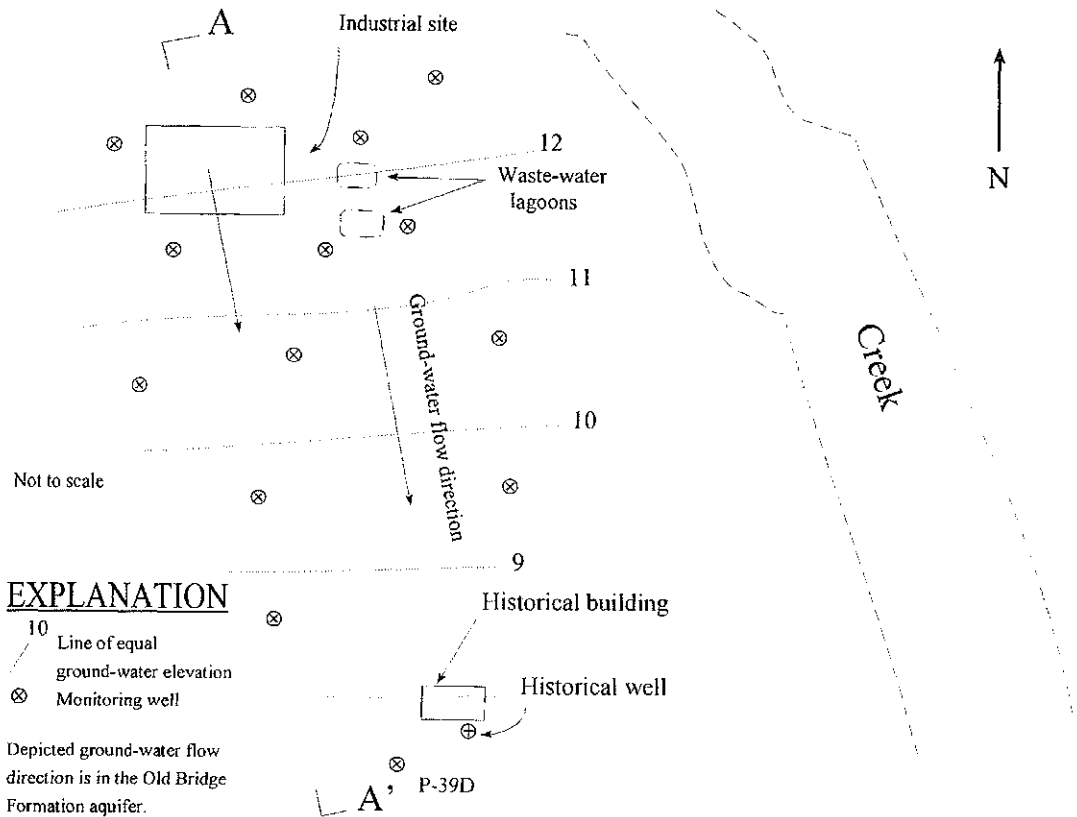 A
Industrial site
N
12
Waste-water
lagoons
11
Ground-water flow direction
Creek
10
Not to scale
9
EXPLANATION
10
Line of equal
ground-water elevation
Monitoring well
Depicted ground-water flow
direction is in the Old Bridge
Formation aquifer.
Historical building
Historical well
A'
P-39D